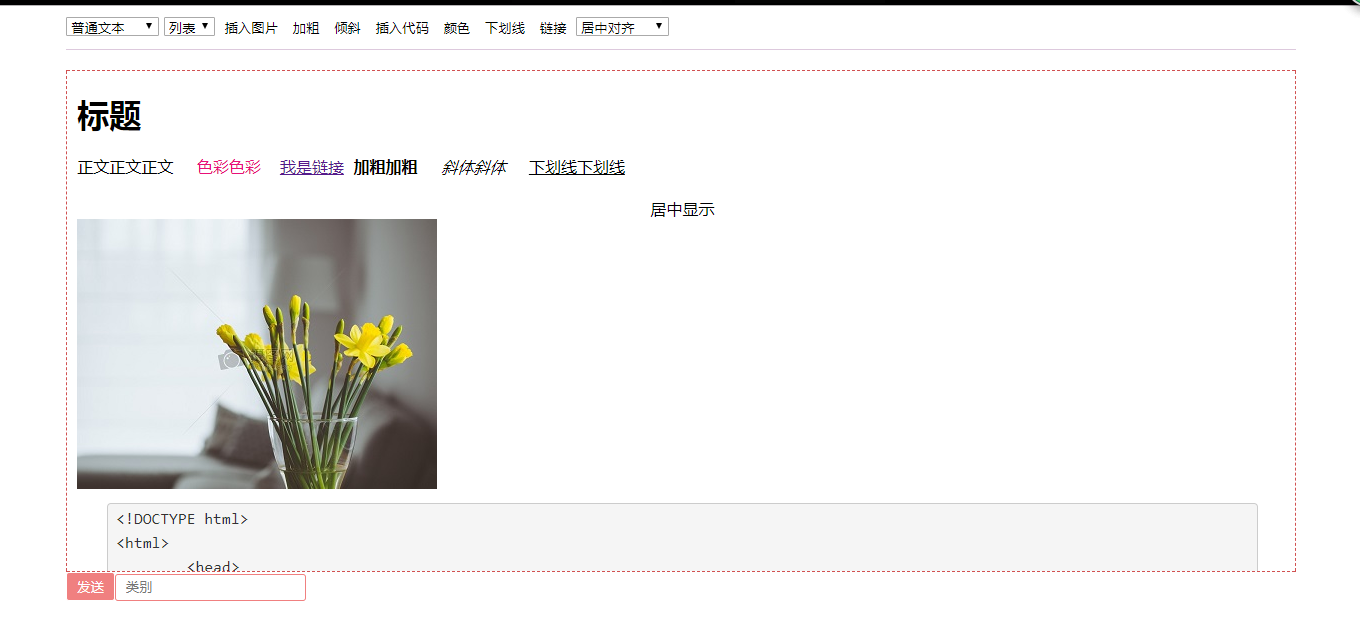 普通文本 列表 插入图片 加粗 倾斜 插入代码 颜色 下划线 链接 居中对齐
标题
正文正文正文 色彩色彩 我是链接 加粗加粗 斜体斜体 下划线下划线
居中显示
<!DOCTYPE html>
<html>
<head>
发送 类别